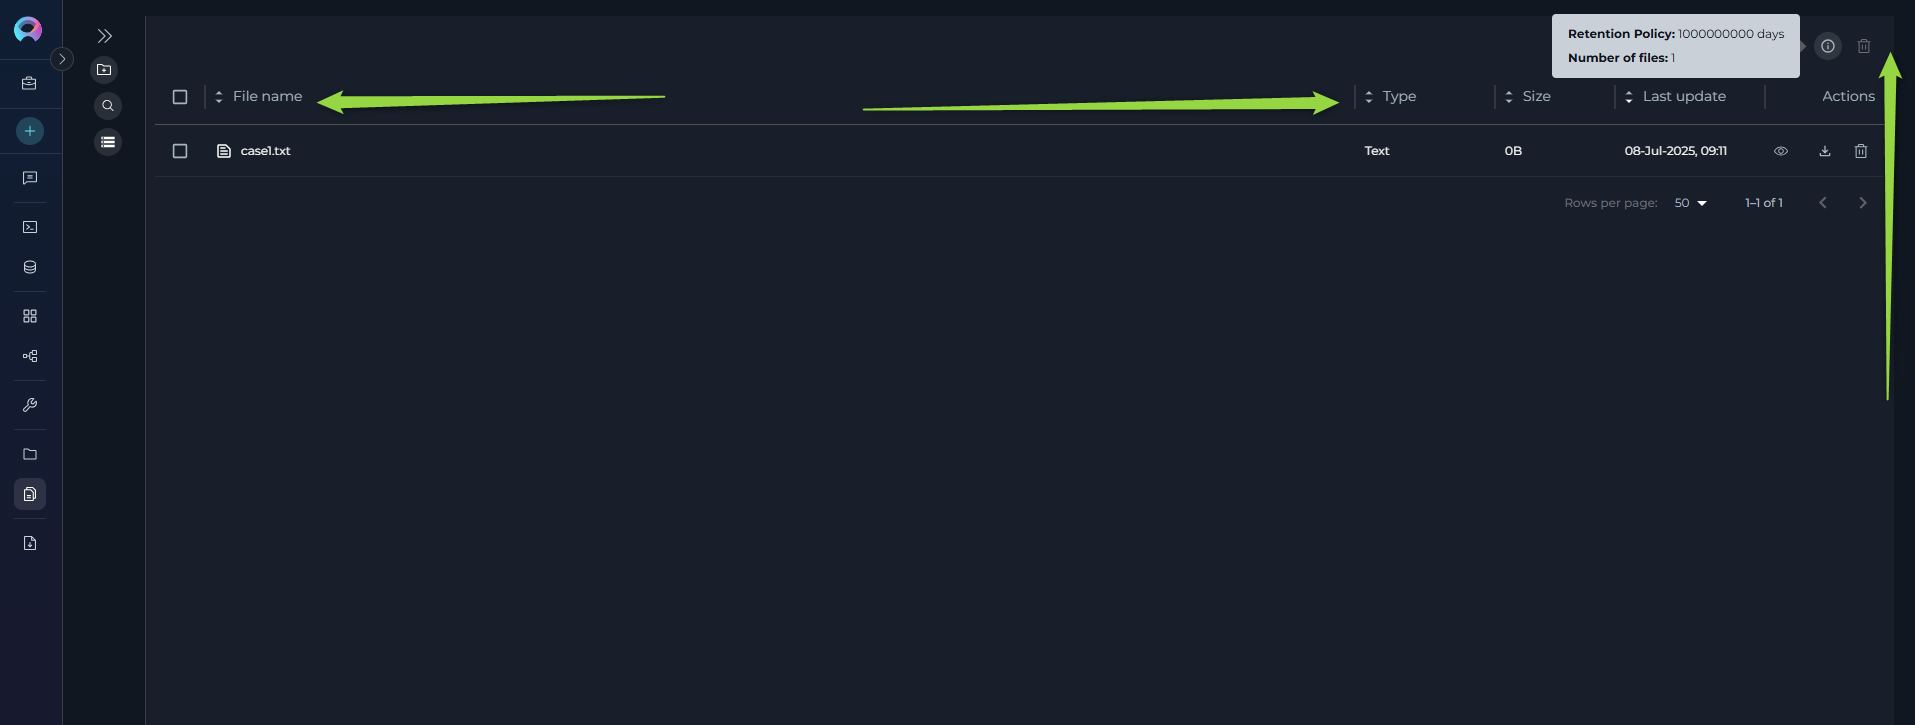 Retention Policy: 1000000000 days
Number of files: 1
File name Type Size Last update Actions
case1.txt Text 0B 08-Jul-2025, 09:11
Rows per page: 50 1–1 of 1